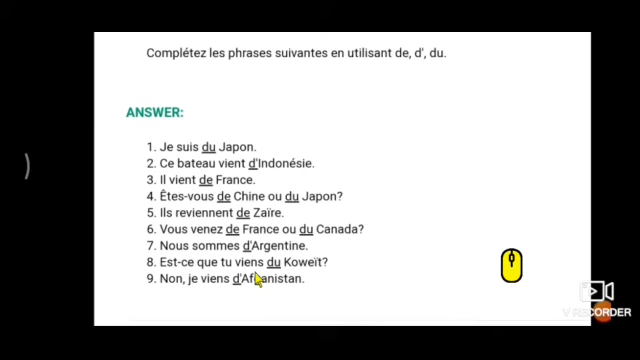 Complétez les phrases suivantes en utilisant de, d', du.
ANSWER:
1. Je suis du Japon.
2. Ce bateau vient d'Indonésie.
3. Il vient de France.
4. Êtes-vous de Chine ou du Japon?
5. Ils reviennent de Zaïre.
6. Vous venez de France ou du Canada?
7. Nous sommes d'Argentine.
8. Est-ce que tu viens du Koweït?
9. Non, je viens d'Afghanistan.
V RECORDER